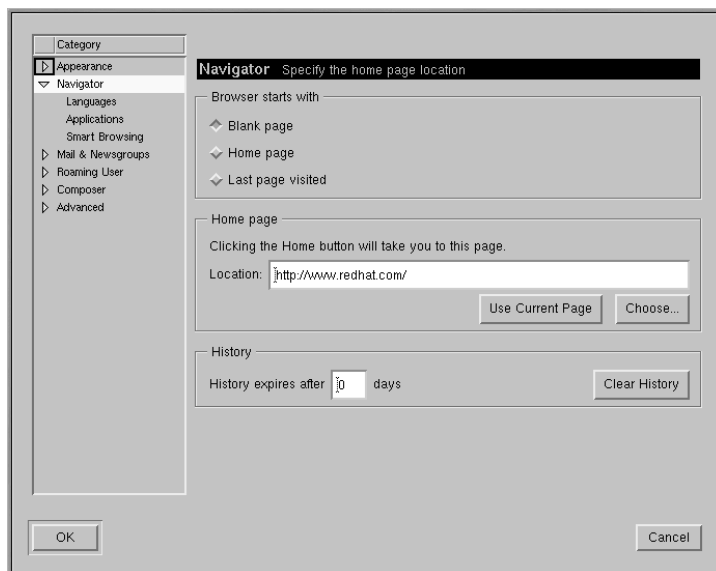 Category
Appearance
Navigator
Languages
Applications
Smart Browsing
Mail & Newsgroups
Roaming User
Composer
Advanced
Navigator Specify the home page location
Browser starts with
Blank page
Home page
Last page visited
Home page
Clicking the Home button will take you to this page.
Location: http://www.redhat.com/
Use Current Page Choose...
History
History expires after 0 days Clear History
OK Cancel